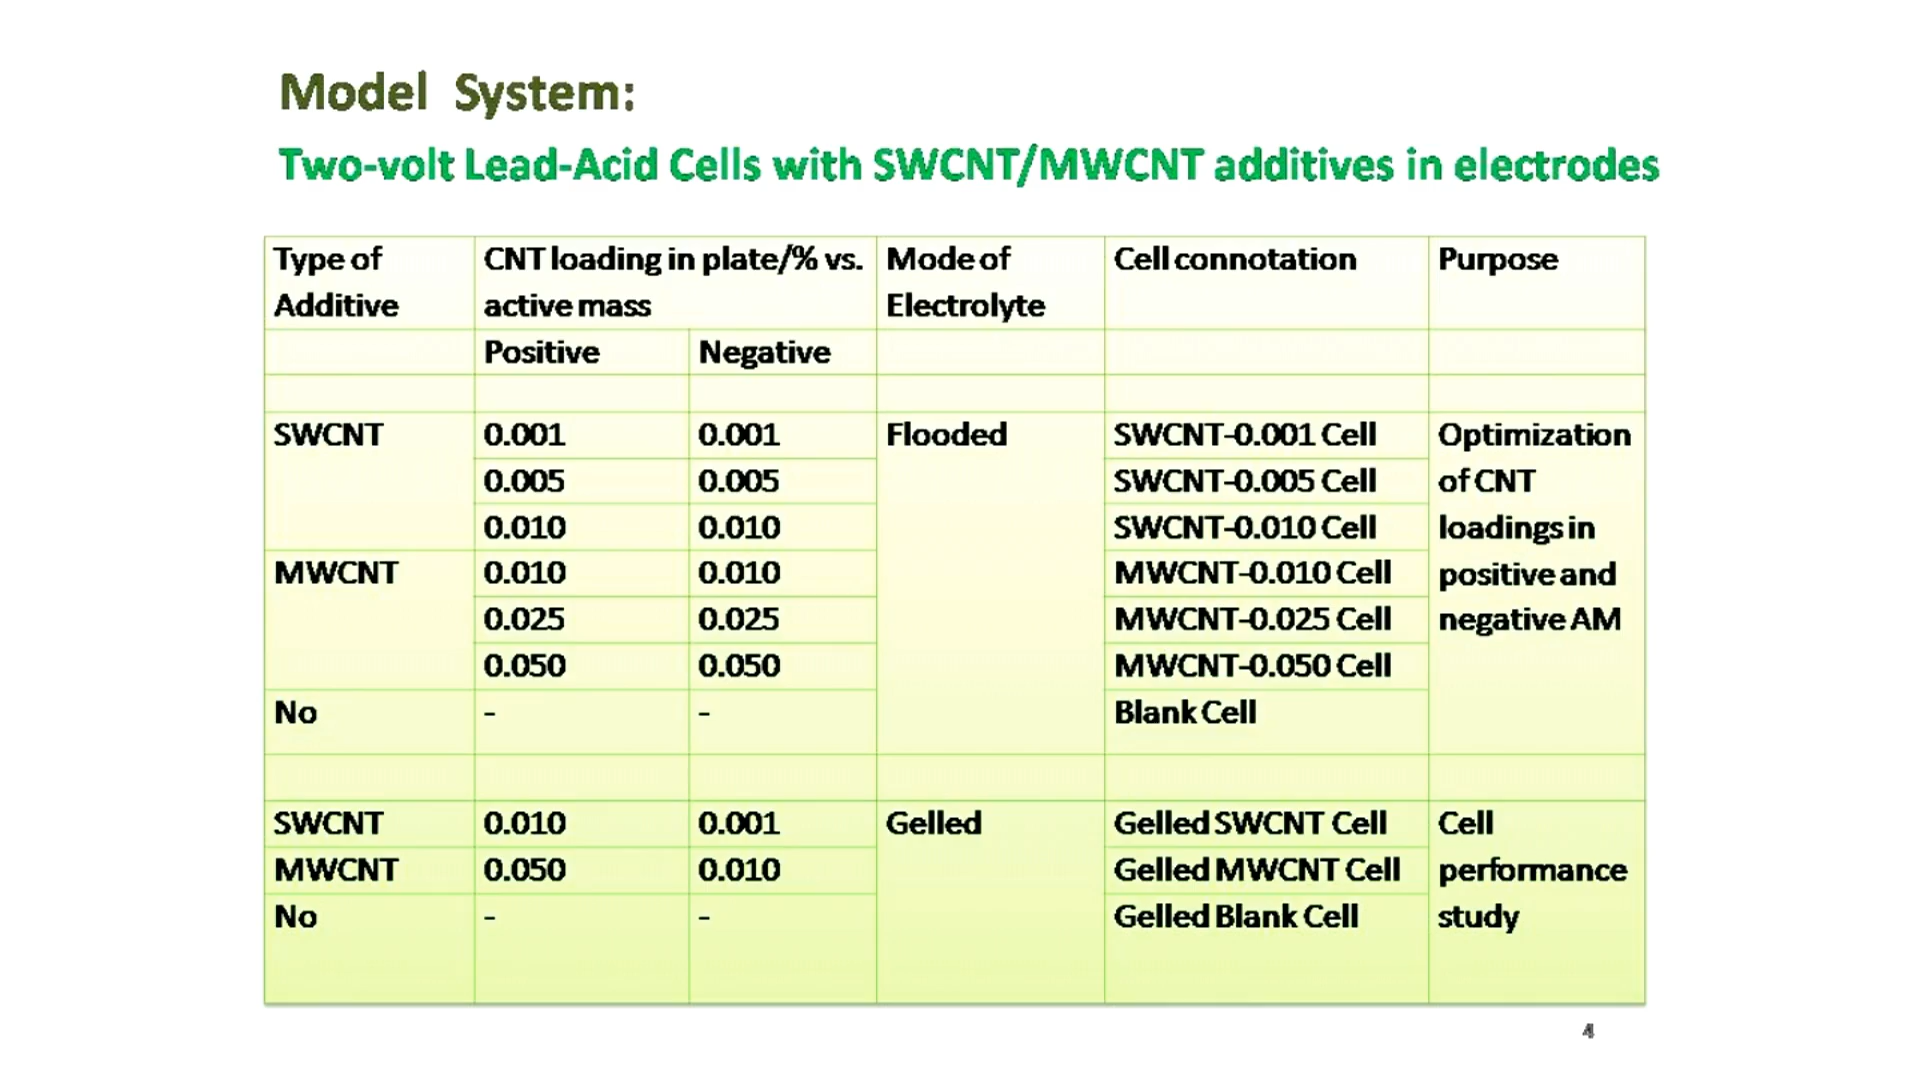 Model System:
Two-volt Lead-Acid Cells with SWCNT/MWCNT additives in electrodes
Type of Additive CNT loading in plate/% vs. active mass Mode of Electrolyte Cell connotation Purpose
Positive Negative
SWCNT 0.001 0.001 Flooded SWCNT-0.001 Cell Optimization
0.005 0.005 SWCNT-0.005 Cell of CNT
0.010 0.010 SWCNT-0.010 Cell loadings in
MWCNT 0.010 0.010 MWCNT-0.010 Cell positive and
0.025 0.025 MWCNT-0.025 Cell negative AM
0.050 0.050 MWCNT-0.050 Cell
No - - Blank Cell
SWCNT 0.010 0.001 Gelled Gelled SWCNT Cell Cell
MWCNT 0.050 0.010 Gelled MWCNT Cell performance
No - - Gelled Blank Cell study
4